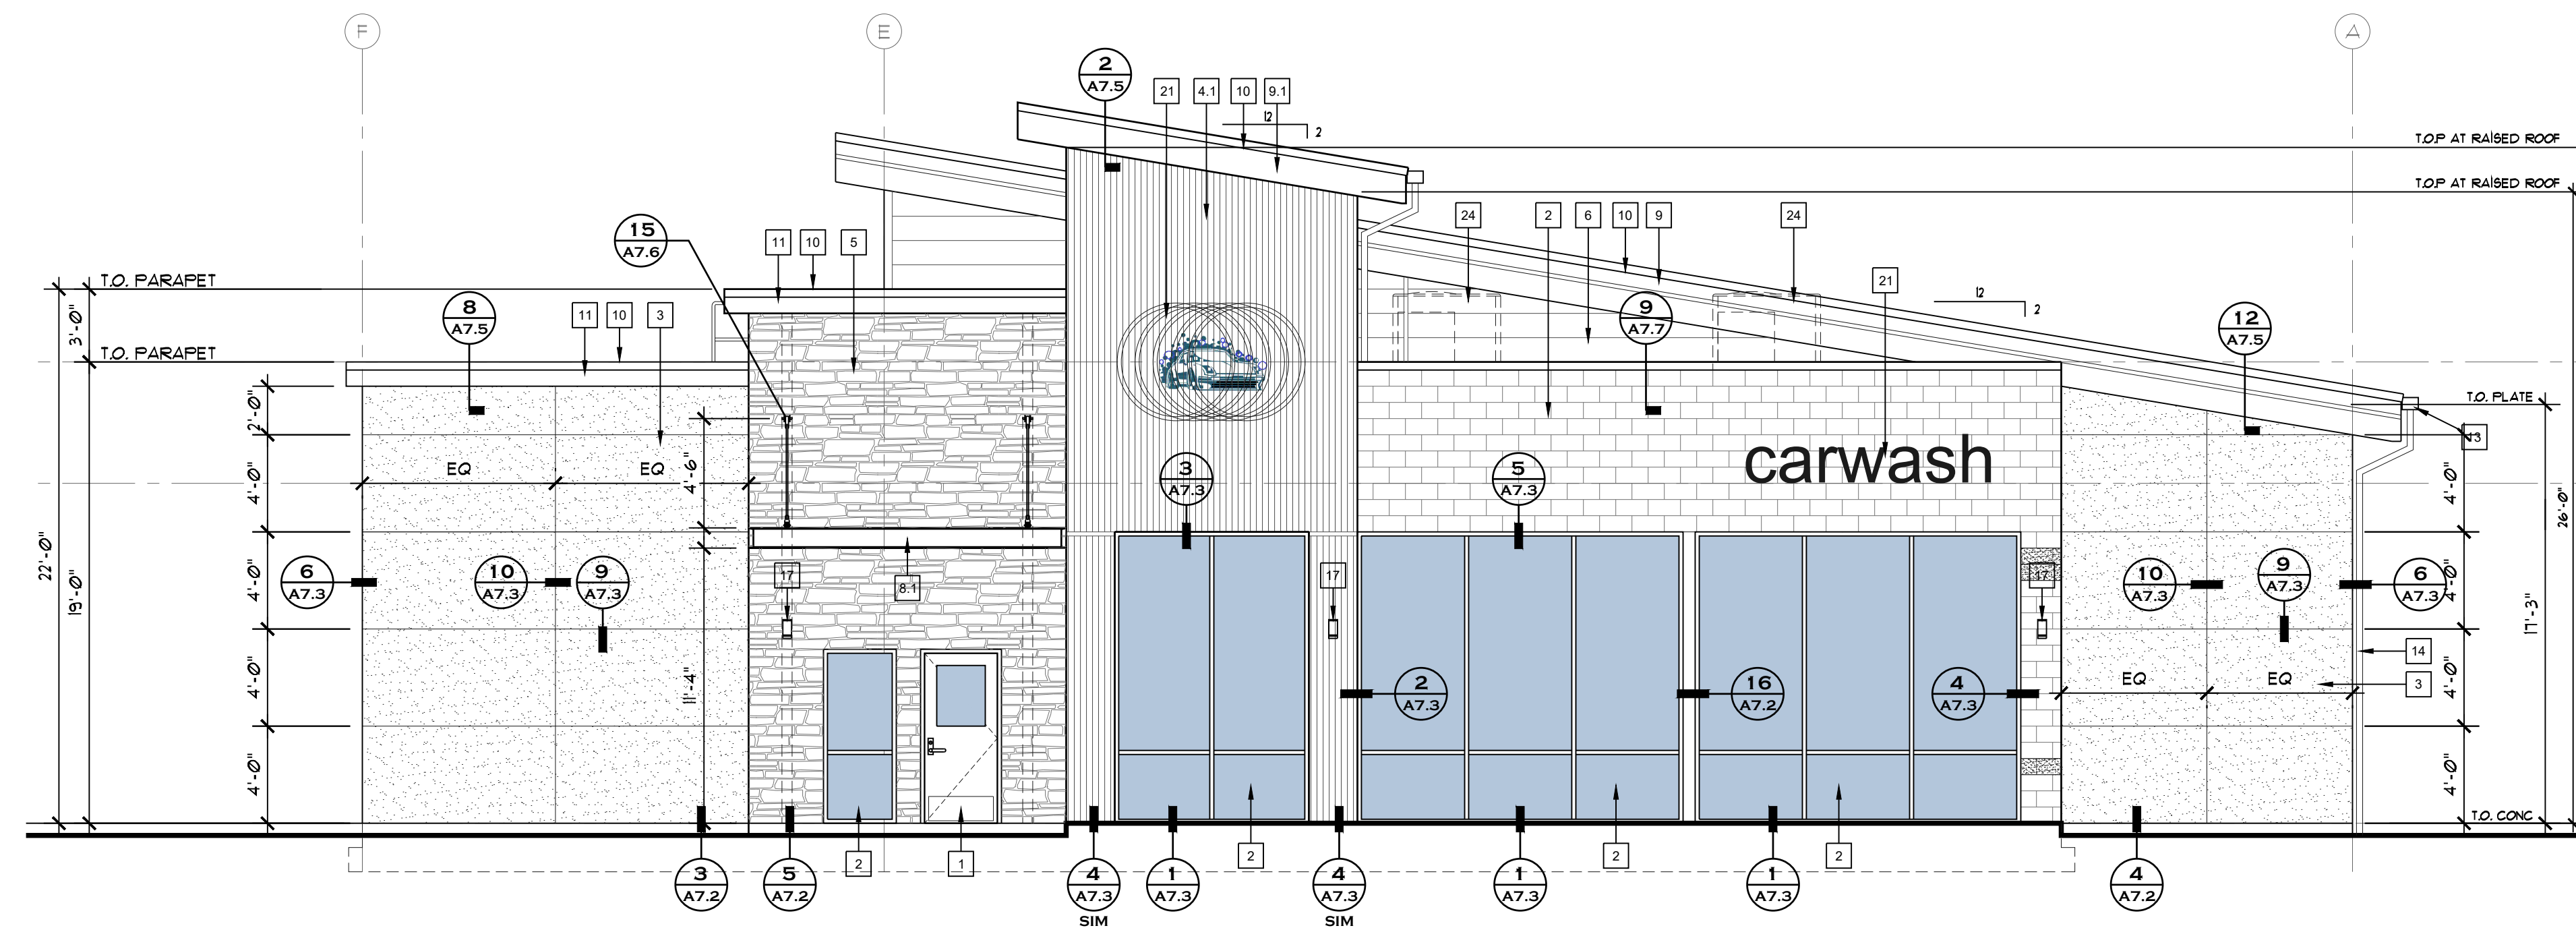 F
E
A
2
A7.5
21
4.1
10
9.1
12
2
T.O.P AT RAISED ROOF
T.O.P AT RAISED ROOF
15
A7.6
11
10
5
24
2
6
10
9
24
21
12
2
T.O. PARAPET
8
A7.5
11
10
3
9
A7.7
12
A7.5
3'-0"
T.O. PARAPET
T.O. PLATE
2'-0"
13
EQ
EQ
4'-6"
3
A7.3
5
A7.3
carwash
4'-0"
4'-0"
26'-0"
22'-0"
19'-0"
4'-0"
6
A7.3
10
A7.3
9
A7.3
17
8.1
17
17
10
A7.3
9
A7.3
6
A7.3
4'-0"
17'-3"
14
4'-0"
11'-4"
2
A7.3
16
A7.2
4
A7.3
EQ
EQ
3
4'-0"
4'-0"
4'-0"
T.O. CONC
2
1
2
2
2
3
A7.2
5
A7.2
4
A7.3
SIM
1
A7.3
4
A7.3
SIM
1
A7.3
1
A7.3
4
A7.2